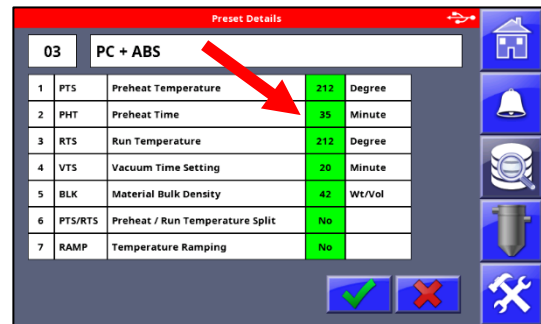 Preset Details
03 PC + ABS
1 PTS Preheat Temperature 212 Degree
2 PHT Preheat Time 35 Minute
3 RTS Run Temperature 212 Degree
4 VTS Vacuum Time Setting 20 Minute
5 BLK Material Bulk Density 42 Wt/Vol
6 PTS/RTS Preheat / Run Temperature Split No
7 RAMP Temperature Ramping No